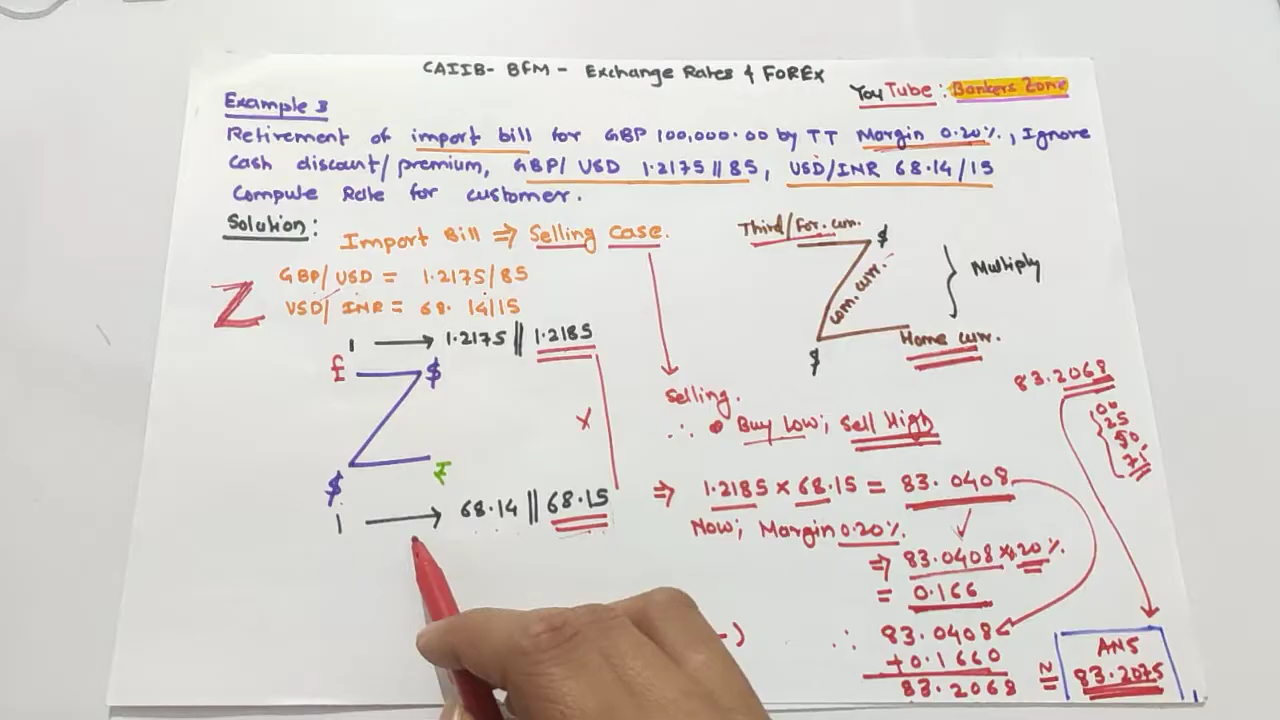 CAIIB- BFM - Exchange Rates & FOREX
YouTube: Bankers Zone
Example 3
Retirement of import bill for GBP 100,000.00 by TT Margin 0.20%, Ignore
Cash discount/premium, GBP/USD 1.2175||85, USD/INR 68.14/15
Compute Rate for customer.
Solution:
Import Bill ⇒ Selling Case.
GBP/USD = 1.2175/85
USD/INR = 68.14/15
Z
1 → 1.2175 || 1.2185
£ $
$ ₹
1 → 68.14 || 68.15
X
Third/For. curr.
$
com. curr.
$
Home curr.
} Multiply
Selling.
∴ Buy Low; Sell High
⇒ 1.2185 × 68.15 = 83.0408
Now; Margin 0.20%.
⇒ 83.0408 × 0.20%.
= 0.166
∴ 83.0408
+0.1660
83.2068 ≈
83.2068
00
25
50
75
ANS
83.2075